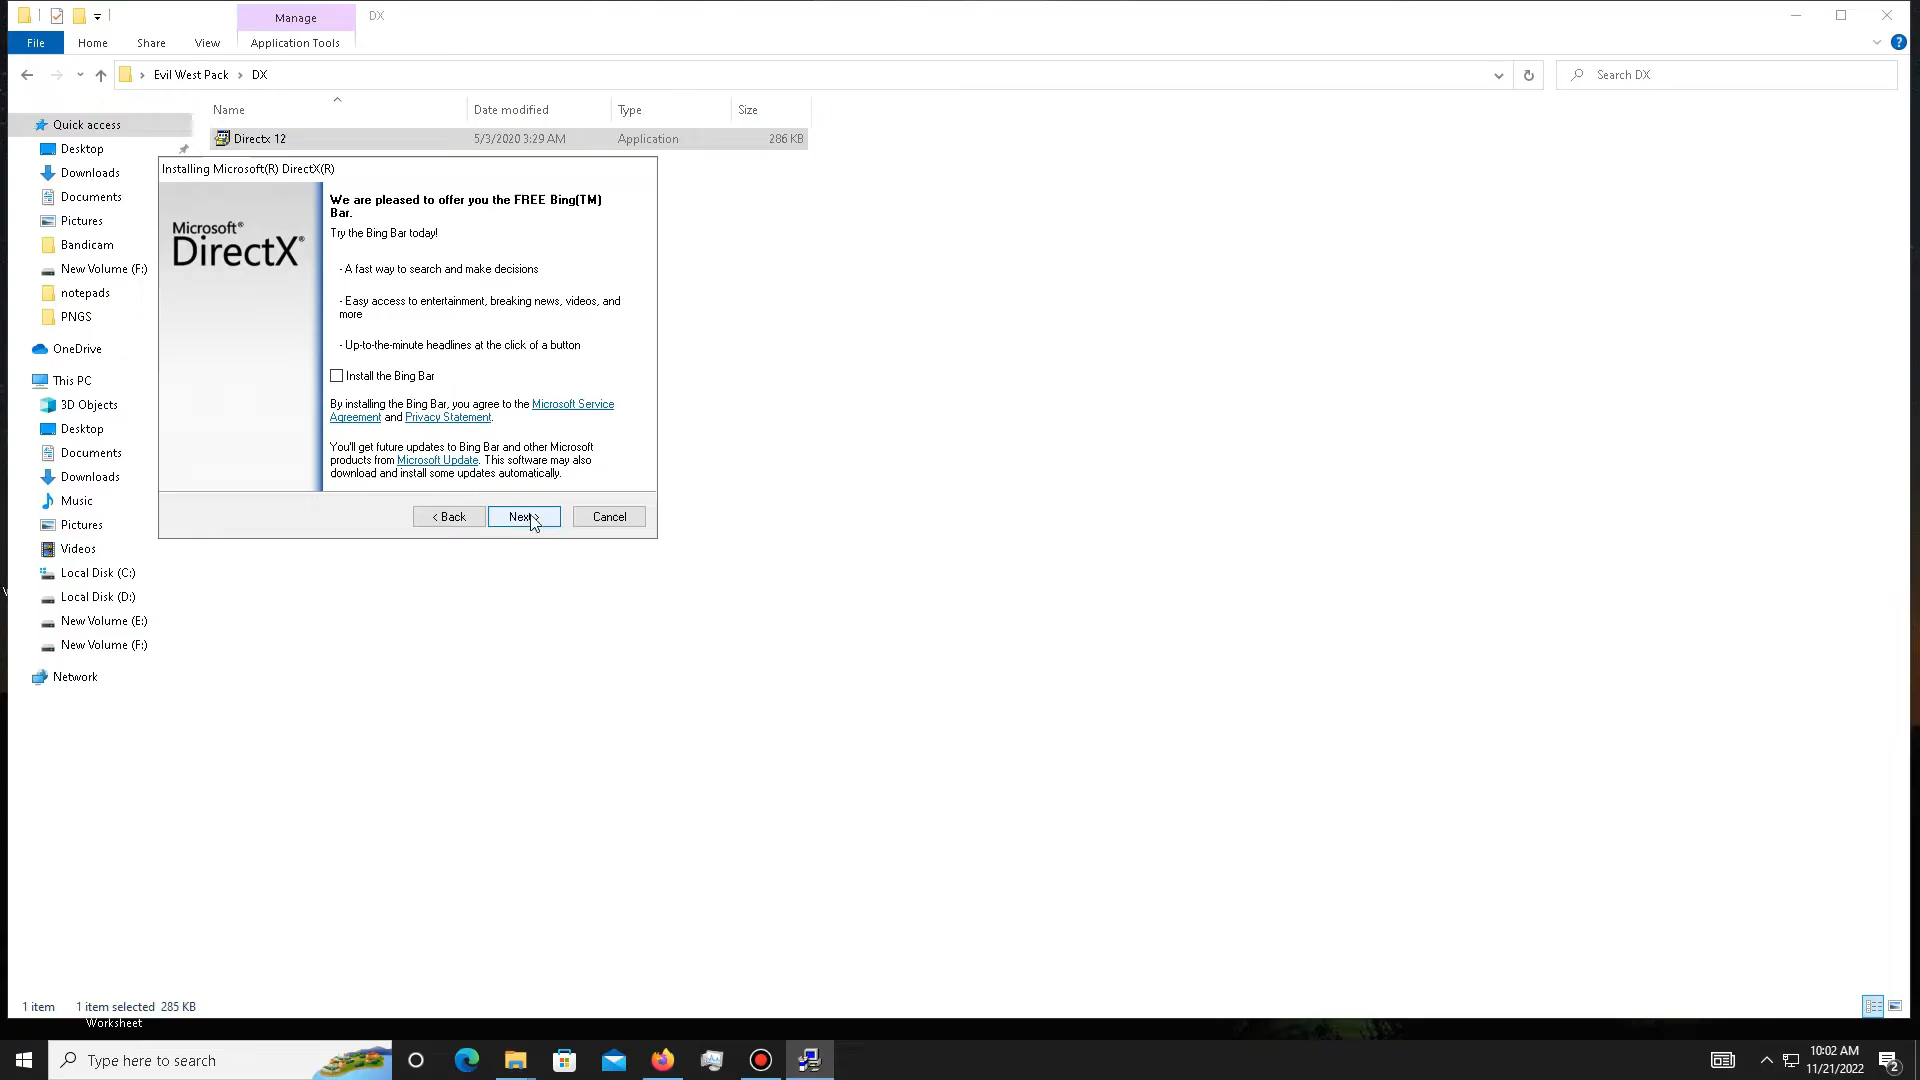 Manage
DX
File
Home
Share
View
Application Tools
Evil West Pack
DX
Search DX
Name
Date modified
Type
Size
Quick access
Directx 12
5/3/2020 3:29 AM
Application
286 KB
Desktop
Downloads
Documents
Pictures
Bandicam
New Volume (F:)
notepads
PNGS
OneDrive
This PC
3D Objects
Desktop
Documents
Downloads
Music
Pictures
Videos
Local Disk (C:)
Local Disk (D:)
New Volume (E:)
New Volume (F:)
Network
Installing Microsoft(R) DirectX(R)
Microsoft®
DirectX®
We are pleased to offer you the FREE Bing(TM)
Bar.
Try the Bing Bar today!
- A fast way to search and make decisions
- Easy access to entertainment, breaking news, videos, and
more
- Up-to-the-minute headlines at the click of a button
Install the Bing Bar
By installing the Bing Bar, you agree to the Microsoft Service
Agreement and Privacy Statement.
You'll get future updates to Bing Bar and other Microsoft
products from Microsoft Update. This software may also
download and install some updates automatically.
< Back
Next >
Cancel
1 item
1 item selected 285 KB
Worksheet
Type here to search
10:02 AM
11/21/2022
2